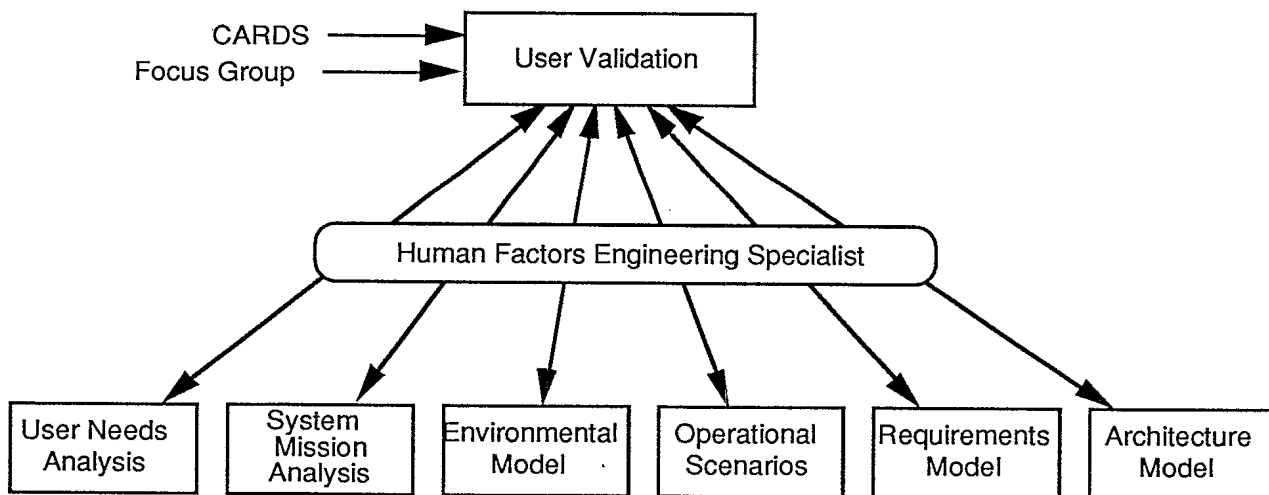 CARDS
Focus Group
User Validation
Human Factors Engineering Specialist
User Needs
Analysis
System
Mission
Analysis
Environmental
Model
Operational
Scenarios
Requirements
Model
Architecture
Model